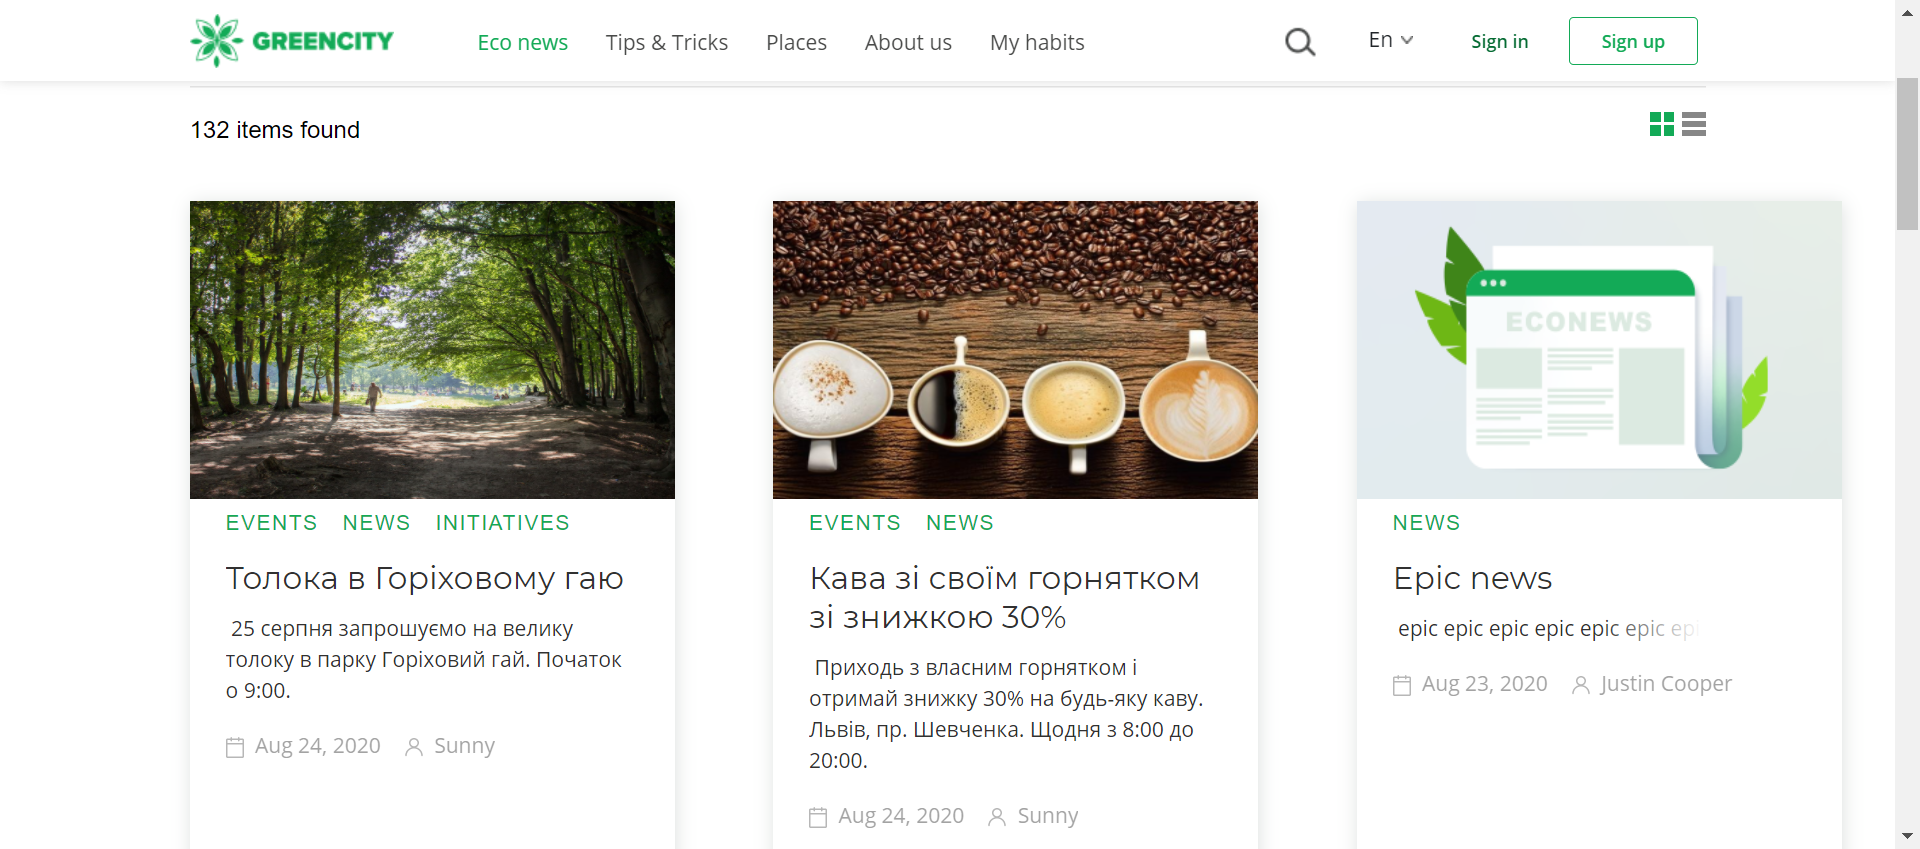 GREENCITY
Eco news Tips & Tricks Places About us My habits En Sign in Sign up
132 items found
ECONEWS
EVENTS NEWS INITIATIVES
Толока в Горіховому гаю
25 серпня запрошуємо на велику
толоку в парку Горіховий гай. Початок
о 9:00.
Aug 24, 2020 Sunny
EVENTS NEWS
Кава зі своїм горнятком
зі знижкою 30%
Приходь з власним горнятком і
отримай знижку 30% на будь-яку каву.
Львів, пр. Шевченка. Щодня з 8:00 до
20:00.
Aug 24, 2020 Sunny
NEWS
Epic news
epic epic epic epic epic epic epi
Aug 23, 2020 Justin Cooper